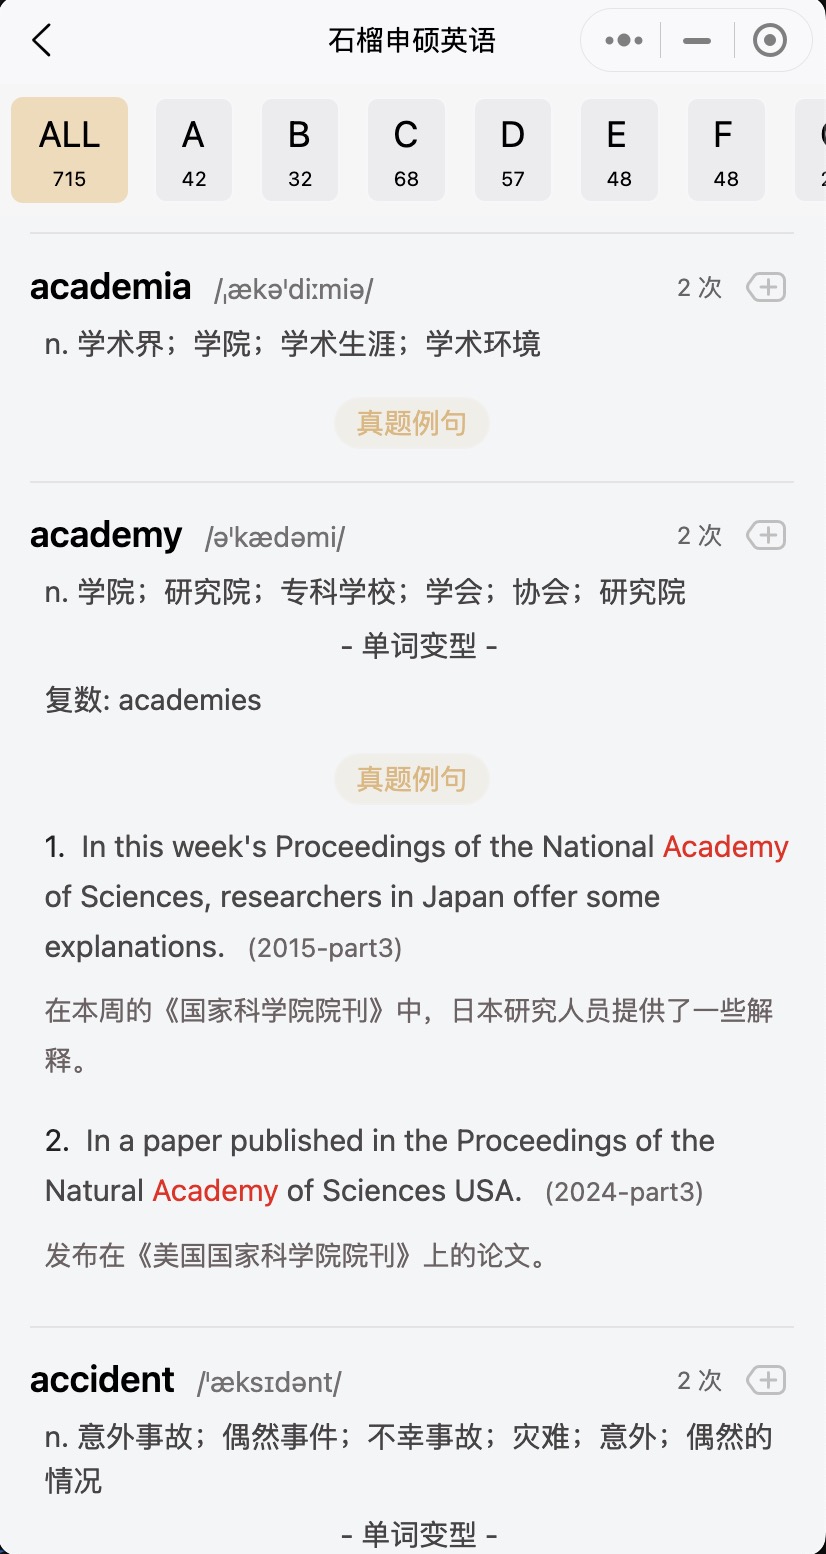 石榴申硕英语
ALL A B C D E F
715 42 32 68 57 48 48
academia /ˌækə'diːmiə/ 2 次
n. 学术界；学院；学术生涯；学术环境
真题例句
academy /ə'kædəmi/ 2 次
n. 学院；研究院；专科学校；学会；协会；研究院
- 单词变型 -
复数: academies
真题例句
1. In this week's Proceedings of the National Academy
of Sciences, researchers in Japan offer some
explanations. (2015-part3)
在本周的《国家科学院院刊》中，日本研究人员提供了一些解
释。
2. In a paper published in the Proceedings of the
Natural Academy of Sciences USA. (2024-part3)
发布在《美国国家科学院院刊》上的论文。
accident /'æksɪdənt/ 2 次
n. 意外事故；偶然事件；不幸事故；灾难；意外；偶然的
情况
- 单词变型 -